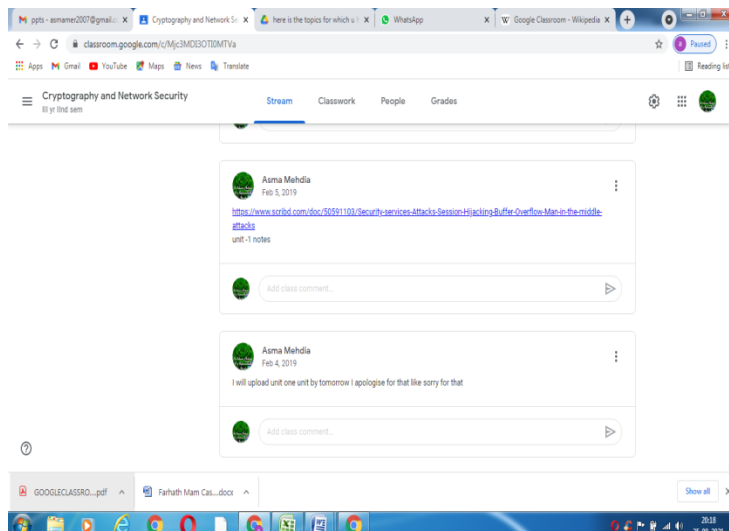 ppts - asmamer2007@gmail.c
Cryptography and Network Se
here is the topics for which u
WhatsApp
Google Classroom - Wikipedia
classroom.google.com/c/
Paused
Apps
Gmail
YouTube
Maps
News
Translate
Reading list
Cryptography and Network Security
III yr IInd sem
Stream
Classwork
People
Grades
Asma Mehdia
Feb 5, 2019
https://www.scribd.com/doc/50591103/Security-services-Attacks-Session-Hijacking-Buffer-Overflow-Man-in-the-middle-
attacks
unit -1 notes
Add class comment...
Asma Mehdia
Feb 4, 2019
I will upload unit one unit by tomorrow I apologise for that like sorry for that
Add class comment...
GOOGLECLASSRO....pdf
Farhath Mam Cas...docx
Show all
20:18